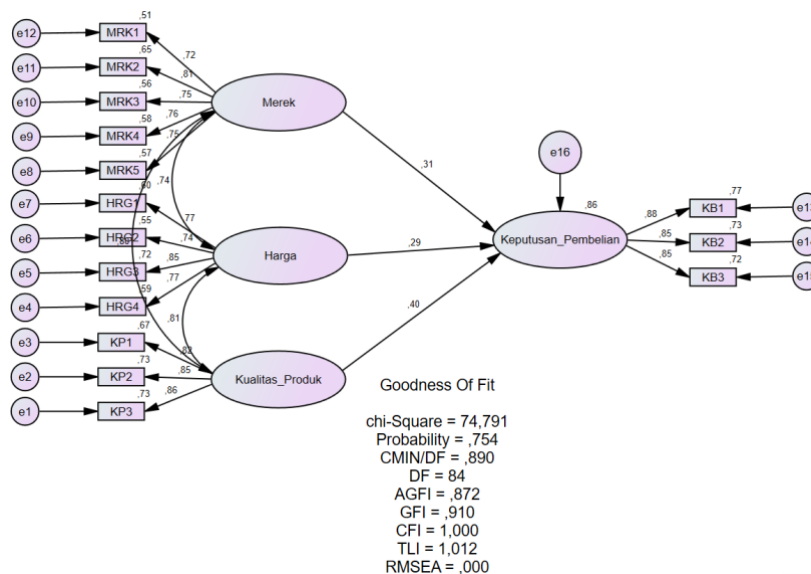 ,51
e12 MRK1
,72
,65
e11 MRK2
,81
,56
e10 MRK3
,75
Merek
,58
e9 MRK4
,76
,75
,57
e8 MRK5
,74
,31
e16
,60
e7 HRG1
,77
,55
e6 HRG2
,74
,72
e5 HRG3
,85
Harga
,29
,59
e4 HRG4
,77
,86
Keputusan_Pembelian
,88
,77
KB1
,85
,73
KB2
,85
,72
KB3
,67
e3 KP1
,81
,40
,73
e2 KP2
,85
Kualitas_Produk
,73
e1 KP3
,86
Goodness Of Fit
chi-Square = 74,791
Probability = ,754
CMIN/DF = ,890
DF = 84
AGFI = ,872
GFI = ,910
CFI = 1,000
TLI = 1,012
RMSEA = ,000